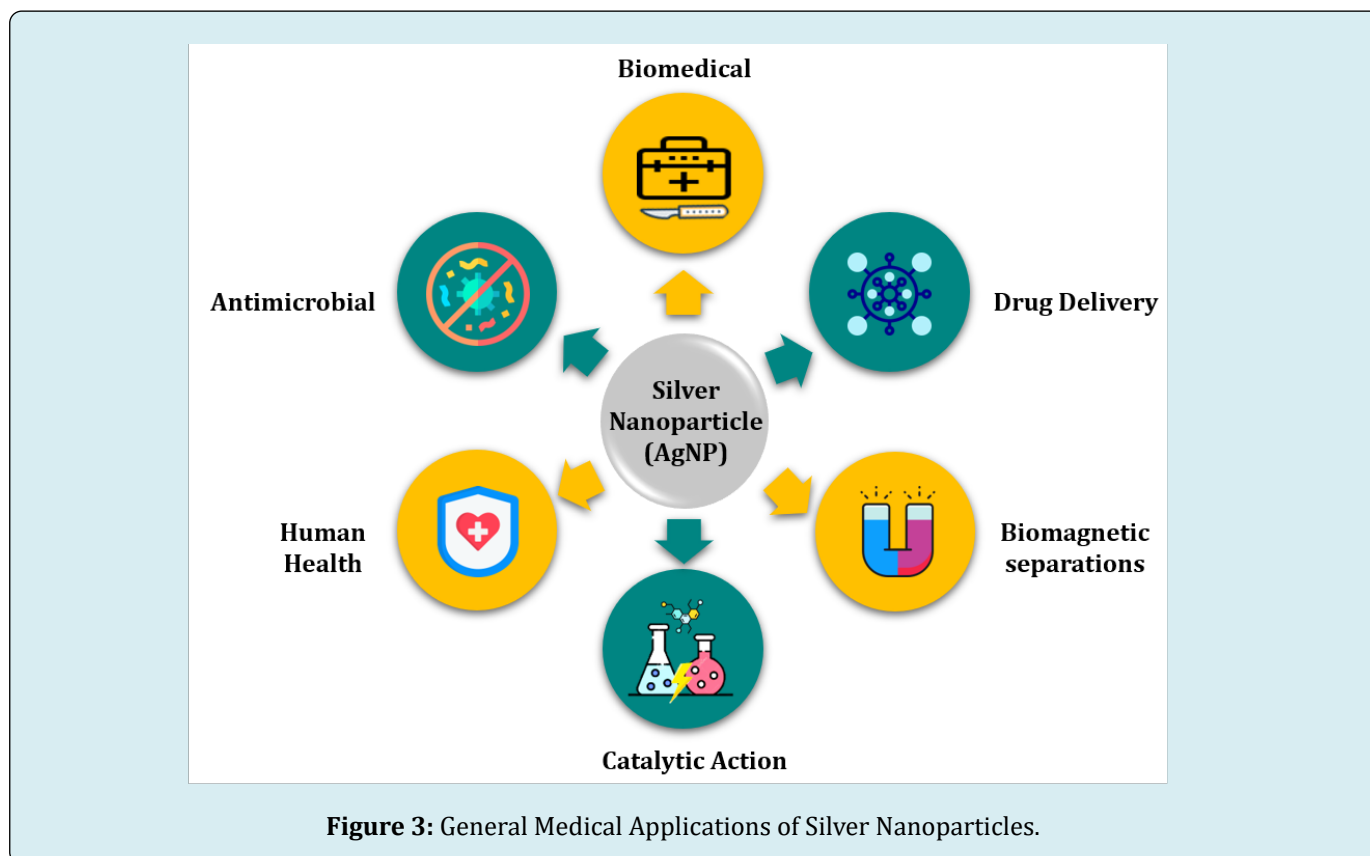 Biomedical
Antimicrobial
Drug Delivery
Silver
Nanoparticle
(AgNP)
Human
Health
Biomagnetic
separations
Catalytic Action
Figure 3: General Medical Applications of Silver Nanoparticles.